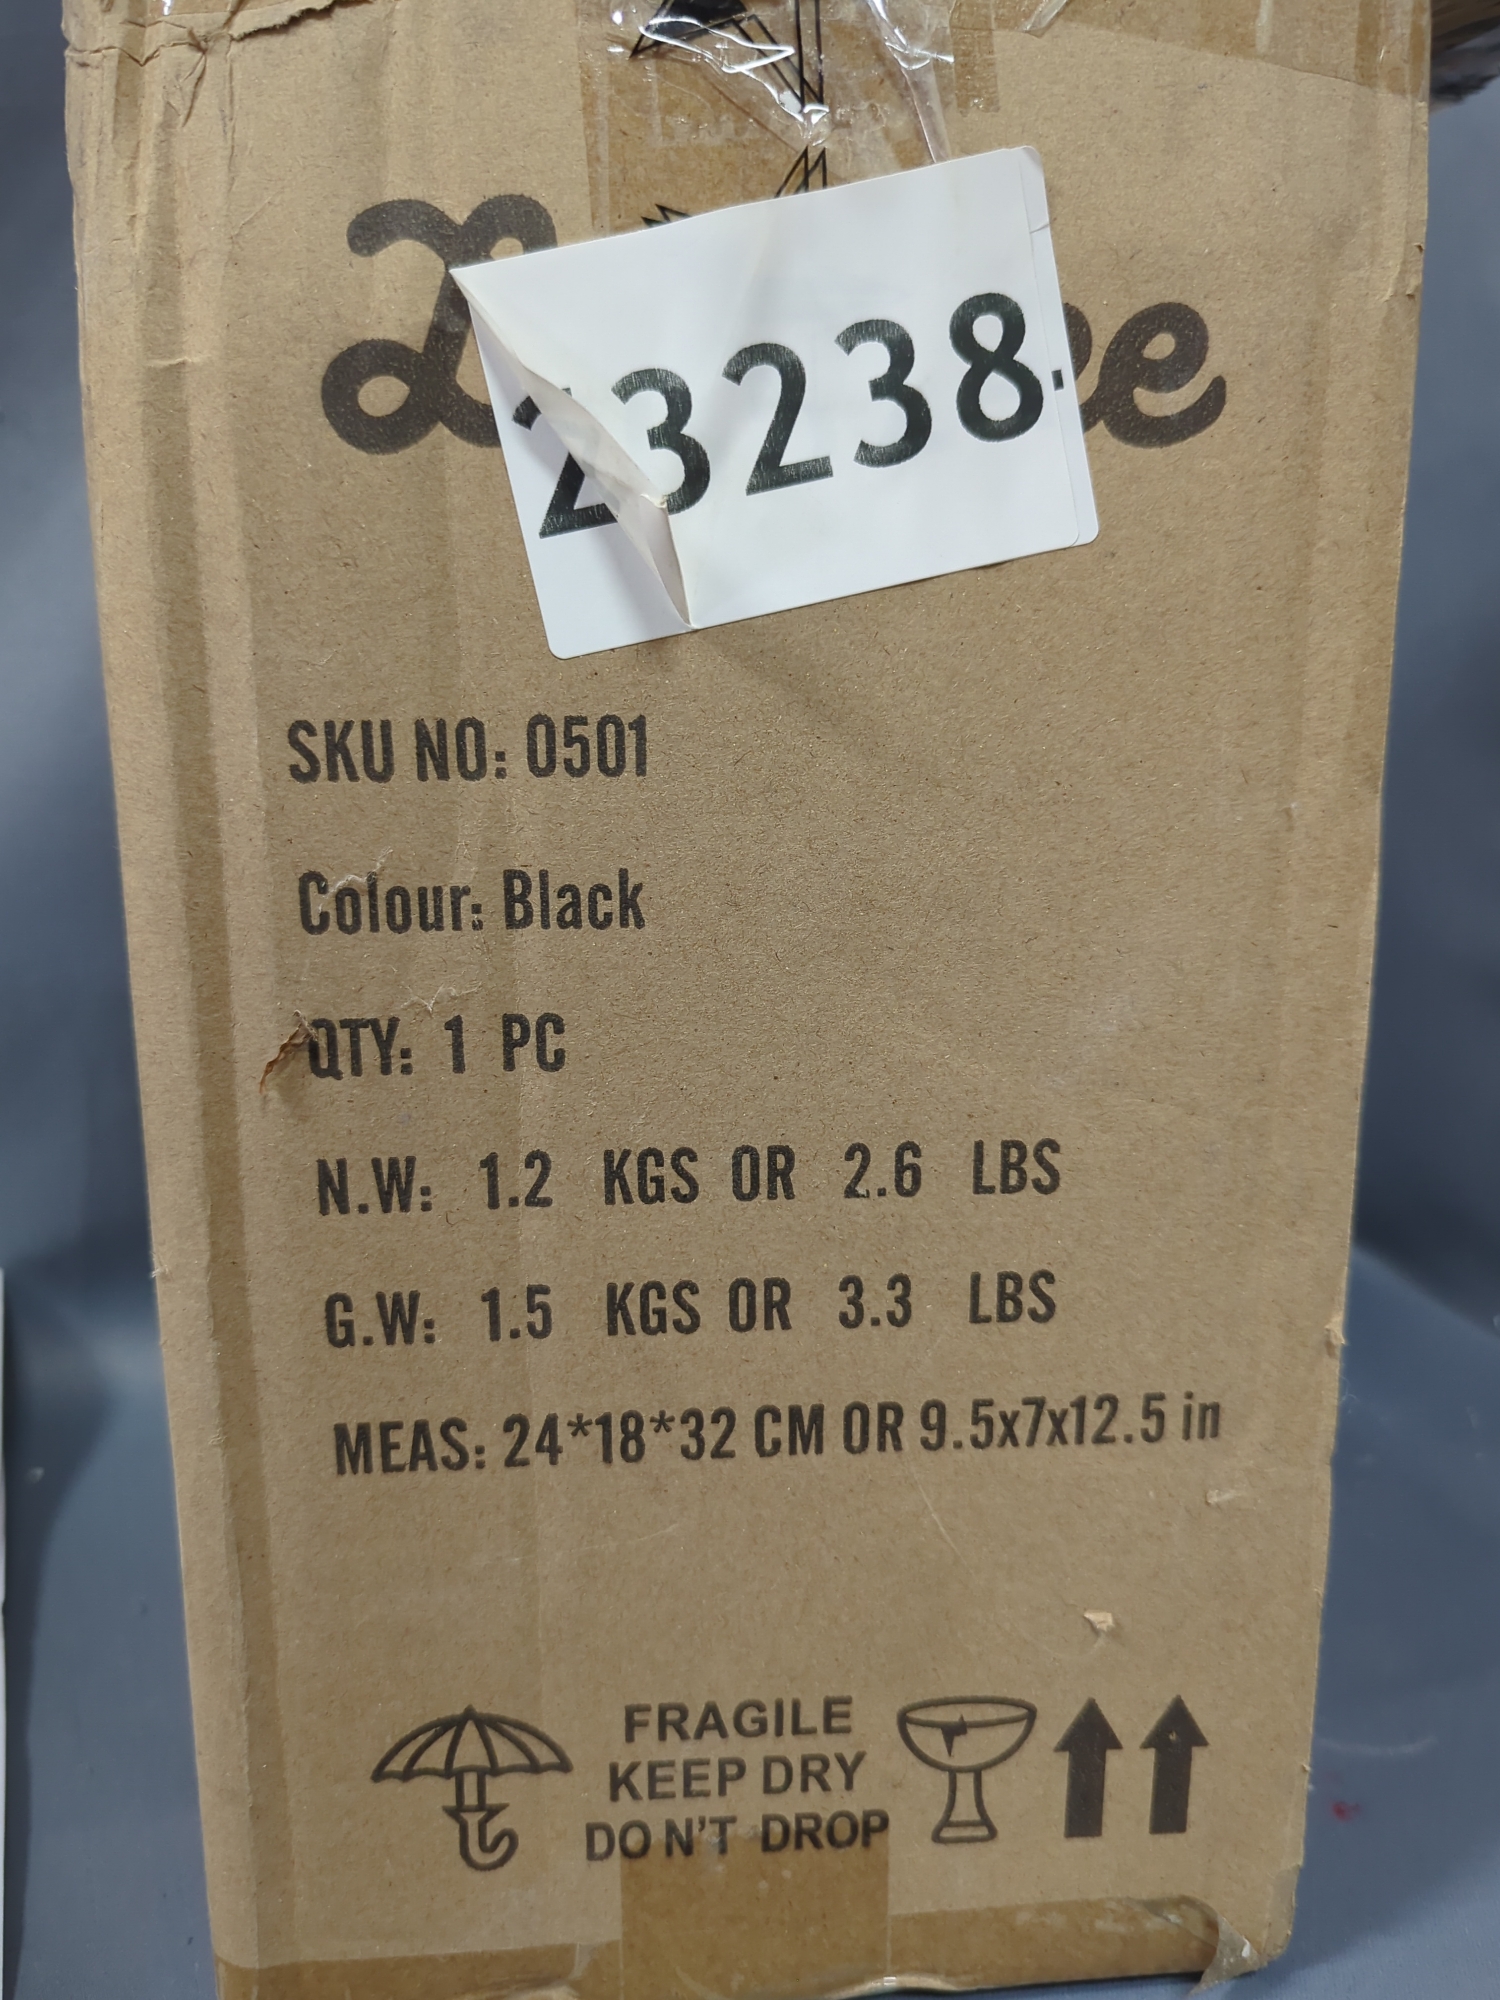 23238
SKU NO: 0501
Colour: Black
QTY: 1 PC
N.W: 1.2 KGS OR 2.6 LBS
G.W: 1.5 KGS OR 3.3 LBS
MEAS: 24*18*32 CM OR 9.5x7x12.5 in
FRAGILE
KEEP DRY
DON'T DROP